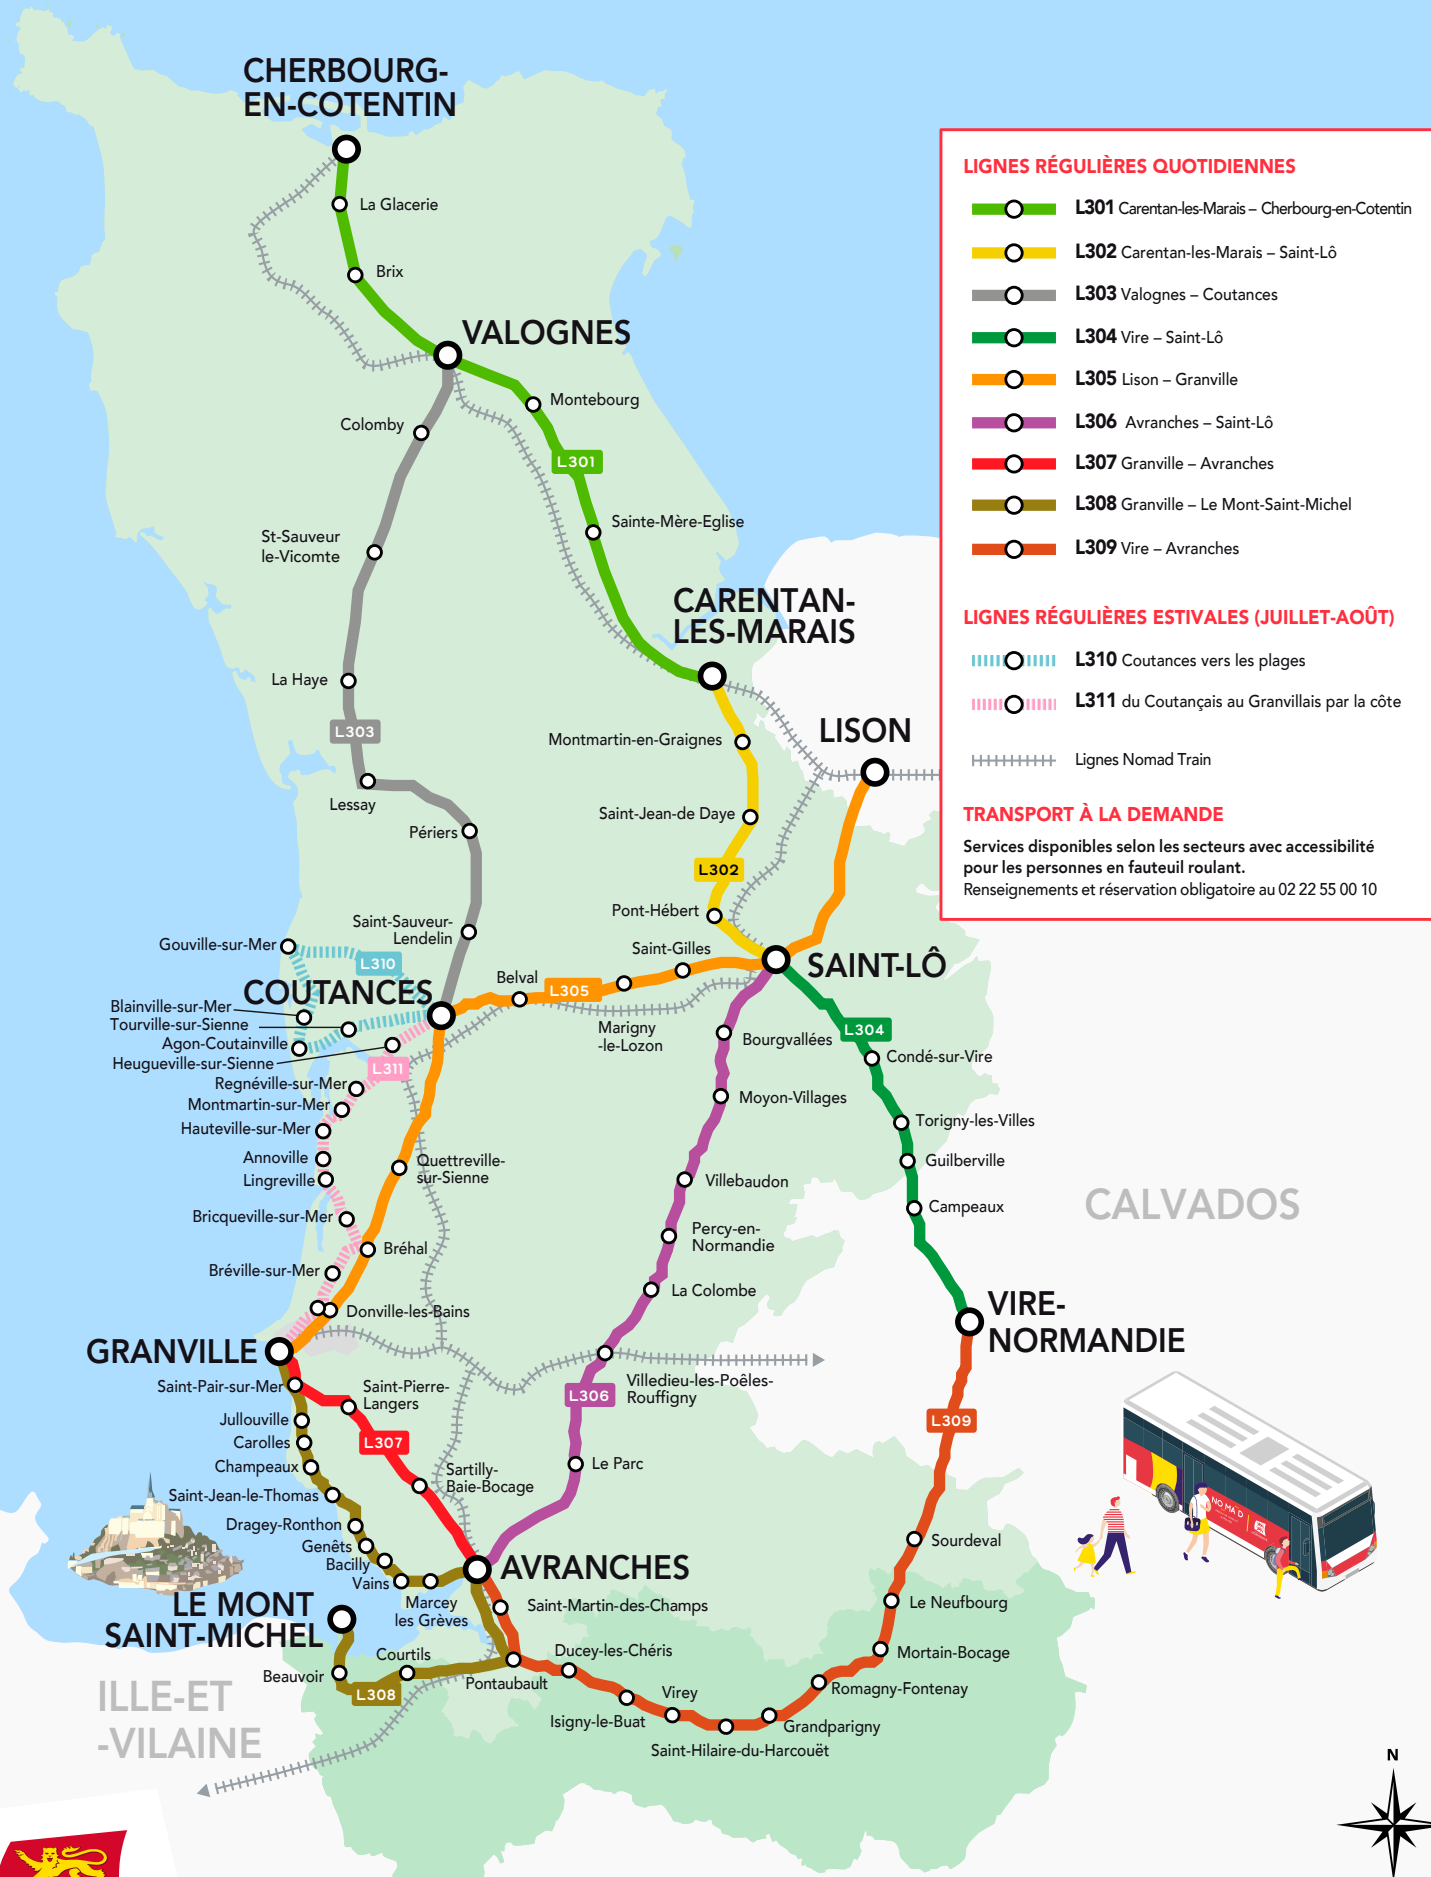 CHERBOURG-
EN-COTENTIN
La Glacerie
Brix
VALOGNES
Montebourg
Colomby
L301
Sainte-Mère-Eglise
St-Sauveur
le-Vicomte
CARENTAN-
LES-MARAIS
La Haye
L303
LISON
Montmartin-en-Graignes
Lessay
Saint-Jean-de Daye
Périers
L302
Pont-Hébert
Saint-Sauveur-
Lendelin
Gouville-sur-Mer
Saint-Gilles
L310
SAINT-LÔ
Belval
L305
COUTANCES
Blainville-sur-Mer
Tourville-sur-Sienne
Marigny
-le-Lozon
L304
Bourgvallées
Agon-Coutainville
Heugueville-sur-Sienne
Condé-sur-Vire
L311
Regnéville-sur-Mer
Moyon-Villages
Montmartin-sur-Mer
Torigny-les-Villes
Hauteville-sur-Mer
Annoville
Quettreville-
sur-Sienne
Guilberville
Lingreville
Villebaudon
Campeaux
CALVADOS
Bricqueville-sur-Mer
Percy-en-
Normandie
Bréhal
Bréville-sur-Mer
La Colombe
Donville-les-Bains
VIRE-
NORMANDIE
GRANVILLE
Saint-Pair-sur-Mer
Saint-Pierre-
Langers
Villedieu-les-Poêles-
Rouffigny
L306
Jullouville
L309
Carolles
L307
Champeaux
Le Parc
Sartilly-
Baie-Bocage
Saint-Jean-le-Thomas
NOMAD
Dragey-Ronthon
Genêts
Sourdeval
Bacilly
AVRANCHES
Vains
Marcey
les Grèves
Saint-Martin-des-Champs
Le Neufbourg
LE MONT
SAINT-MICHEL
Ducey-les-Chéris
Mortain-Bocage
Courtils
Beauvoir
Pontaubault
Romagny-Fontenay
L308
Virey
Isigny-le-Buat
Grandparigny
Saint-Hilaire-du-Harcouët
ILLE-ET
-VILAINE
N
LIGNES RÉGULIÈRES QUOTIDIENNES
L301 Carentan-les-Marais – Cherbourg-en-Cotentin
L302 Carentan-les-Marais – Saint-Lô
L303 Valognes – Coutances
L304 Vire – Saint-Lô
L305 Lison – Granville
L306 Avranches – Saint-Lô
L307 Granville – Avranches
L308 Granville – Le Mont-Saint-Michel
L309 Vire – Avranches
LIGNES RÉGULIÈRES ESTIVALES (JUILLET-AOÛT)
L310 Coutances vers les plages
L311 du Coutançais au Granvillais par la côte
Lignes Nomad Train
TRANSPORT À LA DEMANDE
Services disponibles selon les secteurs avec accessibilité
pour les personnes en fauteuil roulant.
Renseignements et réservation obligatoire au 02 22 55 00 10